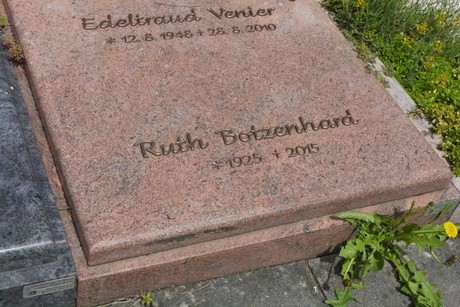 Edeltraud Venier
* 12. 8. 1948 + 28. 8. 2010
Ruth Botzenhard
* 1925 + 2015